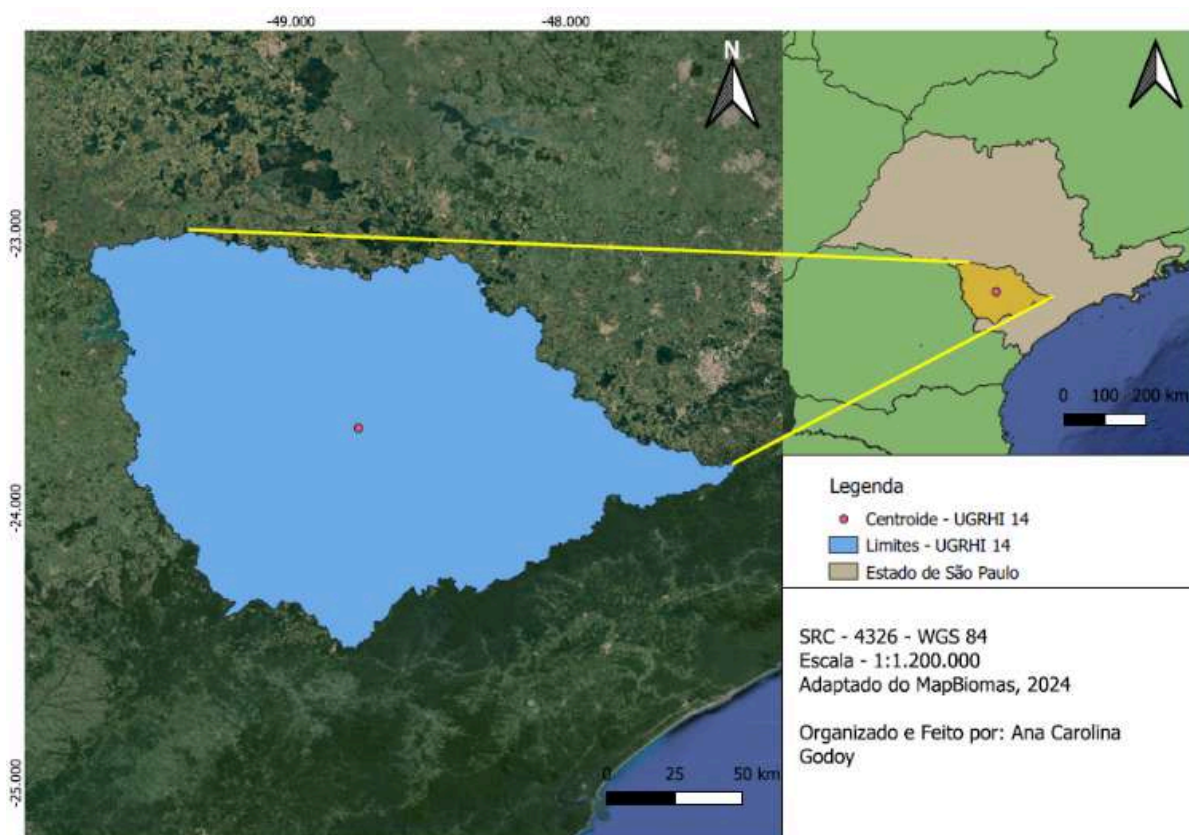 -49.000
-48.000
-23.000
-24.000
-25.000
N
0 25 50 km
0 100 200 km
Legenda
Centroide - UGRHI 14
Limites - UGRHI 14
Estado de São Paulo
SRC - 4326 - WGS 84
Escala - 1:1.200.000
Adaptado do MapBiomas, 2024
Organizado e Feito por: Ana Carolina
Godoy